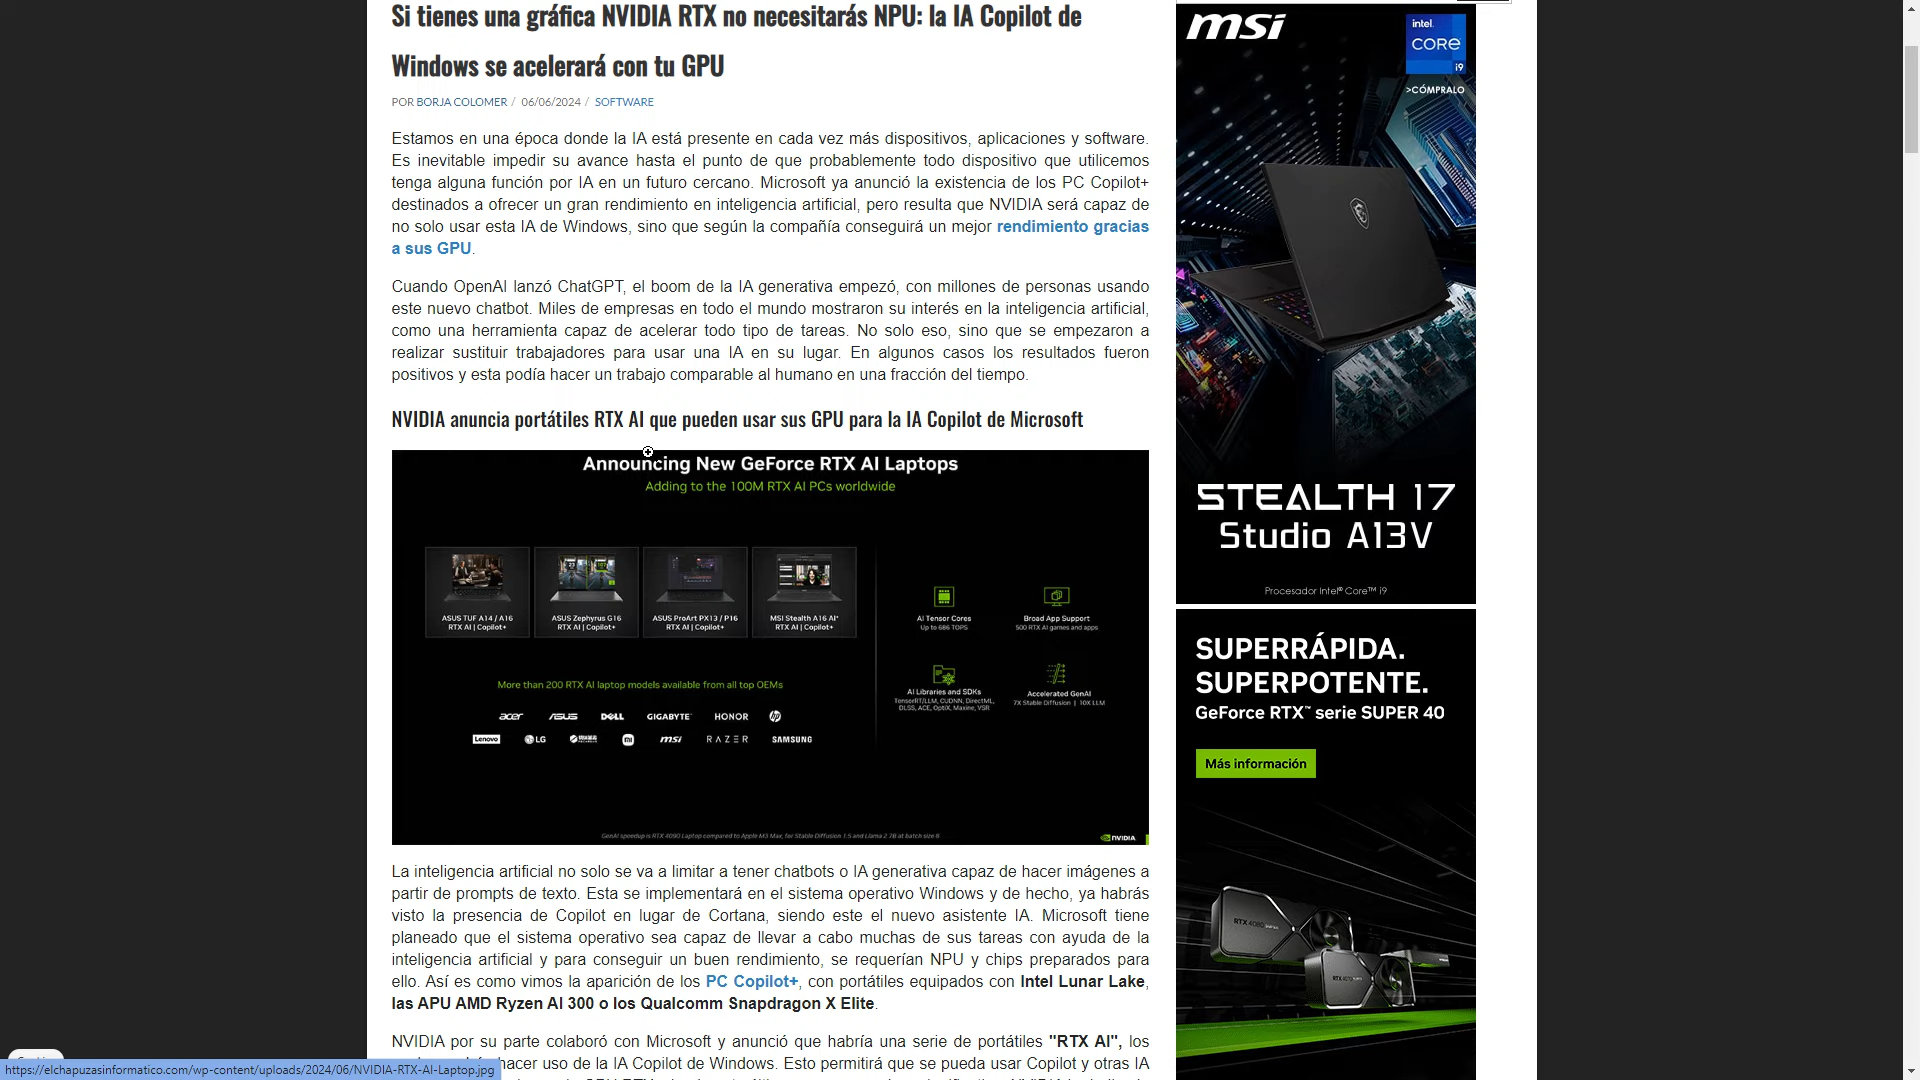 Si tienes una gráfica NVIDIA RTX no necesitarás NPU: la IA Copilot de
Windows se acelerará con tu GPU
POR BORJA COLOMER / 06/06/2024 / SOFTWARE
Estamos en una época donde la IA está presente en cada vez más dispositivos, aplicaciones y software.
Es inevitable impedir su avance hasta el punto de que probablemente todo dispositivo que utilicemos
tenga alguna función por IA en un futuro cercano. Microsoft ya anunció la existencia de los PC Copilot+
destinados a ofrecer un gran rendimiento en inteligencia artificial, pero resulta que NVIDIA será capaz de
no solo usar esta IA de Windows, sino que según la compañía conseguirá un mejor rendimiento gracias
a sus GPU.
Cuando OpenAI lanzó ChatGPT, el boom de la IA generativa empezó, con millones de personas usando
este nuevo chatbot. Miles de empresas en todo el mundo mostraron su interés en la inteligencia artificial,
como una herramienta capaz de acelerar todo tipo de tareas. No solo eso, sino que se empezaron a
realizar sustituir trabajadores para usar una IA en su lugar. En algunos casos los resultados fueron
positivos y esta podía hacer un trabajo comparable al humano en una fracción del tiempo.
NVIDIA anuncia portátiles RTX AI que pueden usar sus GPU para la IA Copilot de Microsoft
Announcing New GeForce RTX AI Laptops
Adding to the 100M RTX AI PCs worldwide
ASUS TUF A14 / A16
RTX AI | Copilot+
ASUS Zephyrus G16
RTX AI | Copilot+
ASUS ProArt PX13 / P16
RTX AI | Copilot+
MSI Stealth A16 AI+
RTX AI | Copilot+
AI Tensor Cores
Up to 686 TOPS
Broad App Support
500 RTX AI games and apps
AI Libraries and SDKs
TensorRT/LLM, CUDNN, DirectML,
DLSS, ACE, OptiX, Maxine, VSR
Accelerated GenAI
7X Stable Diffusion | 10X LLM
More than 200 RTX AI laptop models available from all top OEMs
acer ASUS DELL GIGABYTE HONOR hp
Lenovo LG mi msi RAZER SAMSUNG
GenAI speedup is RTX 4090 Laptop compared to Apple M3 Max, for Stable Diffusion 1.5 and Llama 2 7B at batch size 8
NVIDIA
La inteligencia artificial no solo se va a limitar a tener chatbots o IA generativa capaz de hacer imágenes a
partir de prompts de texto. Esta se implementará en el sistema operativo Windows y de hecho, ya habrás
visto la presencia de Copilot en lugar de Cortana, siendo este el nuevo asistente IA. Microsoft tiene
planeado que el sistema operativo sea capaz de llevar a cabo muchas de sus tareas con ayuda de la
inteligencia artificial y para conseguir un buen rendimiento, se requerían NPU y chips preparados para
ello. Así es como vimos la aparición de los PC Copilot+, con portátiles equipados con Intel Lunar Lake,
las APU AMD Ryzen AI 300 o los Qualcomm Snapdragon X Elite.
NVIDIA por su parte colaboró con Microsoft y anunció que habría una serie de portátiles "RTX AI", los
hacer uso de la IA Copilot de Windows. Esto permitirá que se pueda usar Copilot y otras IA
https://elchapuzasinformatico.com/wp-content/uploads/2024/06/NVIDIA-RTX-AI-Laptop.jpg
msi
intel.
CORE
i9
>CÓMPRALO
STEALTH 17
Studio A13V
Procesador Intel® Core™ i9
SUPERRÁPIDA.
SUPERPOTENTE.
GeForce RTX™ serie SUPER 40
Más información